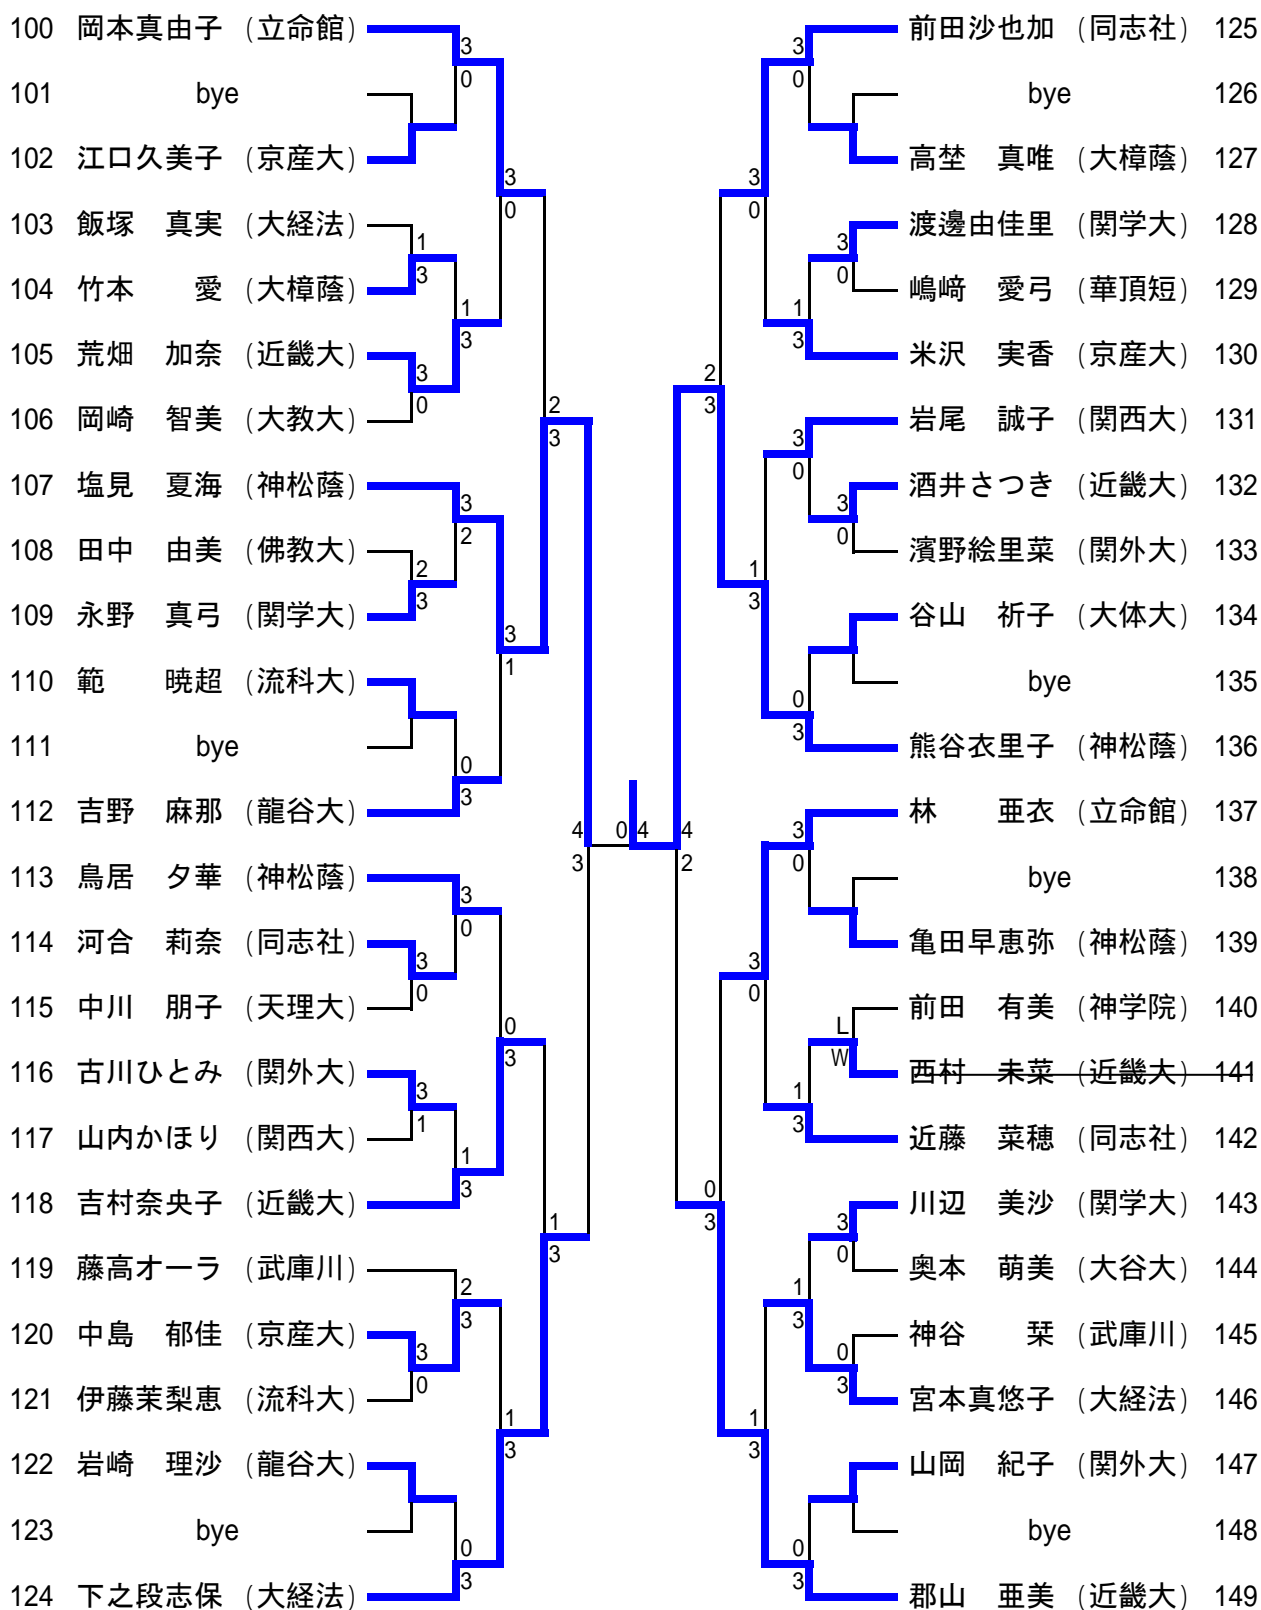 100 岡本真由子 (立命館)
3
0
101 bye
102 江口久美子 (京産大)
3
0
103 飯塚 真実 (大経法)
1
3
104 竹本 愛 (大樟蔭)
1
3
105 荒畑 加奈 (近畿大)
3
0
106 岡崎 智美 (大教大)
2
3
107 塩見 夏海 (神松蔭)
3
2
108 田中 由美 (佛教大)
2
3
109 永野 真弓 (関学大)
3
1
110 範 暁超 (流科大)
111 bye
0
3
112 吉野 麻那 (龍谷大)
4
3
113 鳥居 夕華 (神松蔭)
3
0
114 河合 莉奈 (同志社)
3
0
115 中川 朋子 (天理大)
0
3
116 古川ひとみ (関外大)
3
1
117 山内かほり (関西大)
1
3
118 吉村奈央子 (近畿大)
1
3
119 藤高オーラ (武庫川)
2
3
120 中島 郁佳 (京産大)
3
0
121 伊藤茉梨恵 (流科大)
1
3
122 岩崎 理沙 (龍谷大)
123 bye
0
3
124 下之段志保 (大経法)
0 4
前田沙也加 (同志社) 125
3
0
bye 126
高埜 真唯 (大樟蔭) 127
3
0
渡邊由佳里 (関学大) 128
3
0
嶋﨑 愛弓 (華頂短) 129
1
3
米沢 実香 (京産大) 130
2
3
岩尾 誠子 (関西大) 131
3
0
酒井さつき (近畿大) 132
3
0
濱野絵里菜 (関外大) 133
1
3
谷山 祈子 (大体大) 134
bye 135
0
3
熊谷衣里子 (神松蔭) 136
4
2
林 亜衣 (立命館) 137
3
0
bye 138
亀田早恵弥 (神松蔭) 139
3
0
前田 有美 (神学院) 140
L
W
西村 未菜 (近畿大) 141
1
3
近藤 菜穂 (同志社) 142
0
3
川辺 美沙 (関学大) 143
3
0
奥本 萌美 (大谷大) 144
1
3
神谷 栞 (武庫川) 145
0
3
宮本真悠子 (大経法) 146
1
3
山岡 紀子 (関外大) 147
bye 148
0
3
郡山 亜美 (近畿大) 149